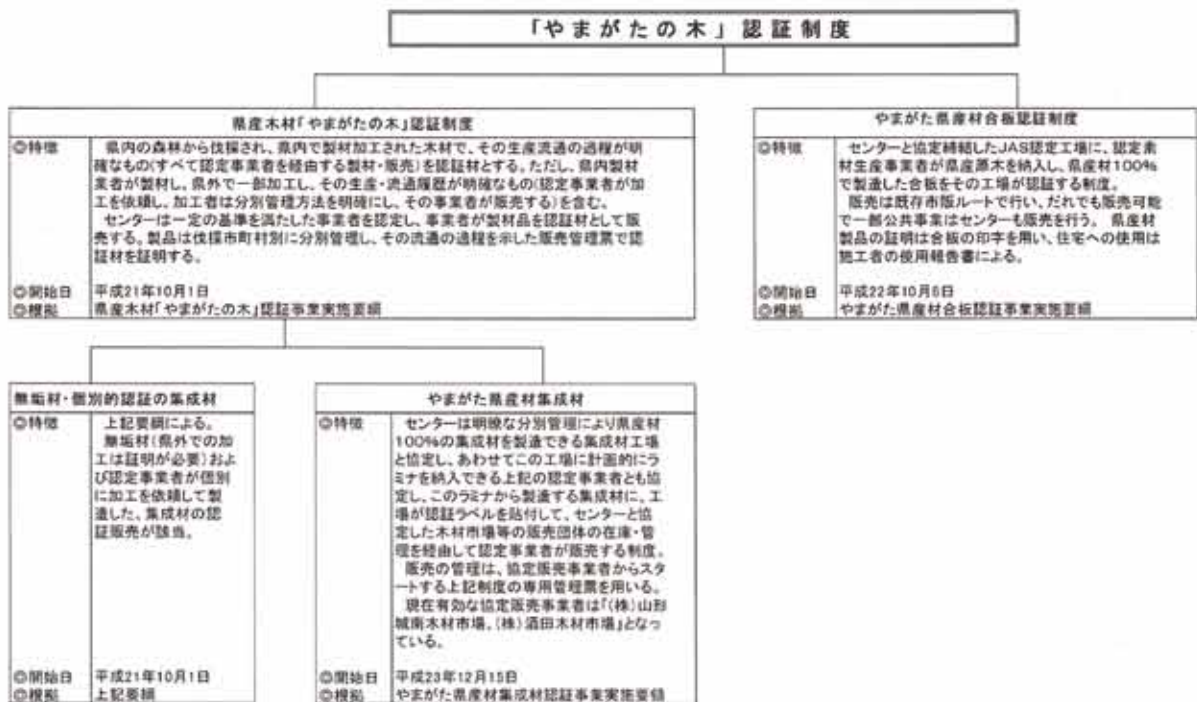 「やまがたの木」認証制度
県産木材「やまがたの木」認証制度
◎特徴 県内の森林から伐採され、県内で製材加工された木材で、その生産流通の過程が明
確なもの(すべて認定事業者を経由する製材・販売)を認証材とする。ただし、県内製材
業者が製材し、県外で一部加工し、その生産・流通履歴が明確なもの(認定事業者が加
工を依頼し、加工者は分別管理方法を明確にし、その事業者が販売する)を含む。
センターは一定の基準を満たした事業者を認定し、事業者が製材品を認証材として販
売する。製品は伐採市町村別に分別管理し、その流通の過程を示した販売管理票で認
証材を証明する。
◎開始日 平成21年10月1日
◎根拠 県産木材「やまがたの木」認証事業実施要綱
やまがた県産材合板認証制度
◎特徴 センターと協定締結したJAS認定工場に、認定素
材生産事業者が県産原木を納入し、県産材100%
で製造した合板をその工場が認証する制度。
販売は既存市販ルートで行い、だれでも販売可能
で一部公共事業はセンターも販売を行う。 県産材
製品の証明は合板の印字を用い、住宅への使用は
施工者の使用報告書による。
◎開始日 平成22年10月6日
◎根拠 やまがた県産材合板認証事業実施要綱
無垢材・個別的認証の集成材
◎特徴 上記要綱による。
無垢材(県外での加
工は証明が必要)およ
び認定事業者が個別
に加工を依頼して製
造した、集成材の認
証販売が該当。
◎開始日 平成21年10月1日
◎根拠 上記要綱
やまがた県産材集成材
◎特徴 センターは明瞭な分別管理により県産材
100%の集成材を製造できる集成材工場
と協定し、あわせてこの工場に計画的にラ
ミナを納入できる上記の認定事業者とも協
定し、このラミナから製造する集成材に、工
場が認証ラベルを貼付して、センターと協
定した木材市場等の販売団体の在庫・管
理を経由して認定事業者が販売する制度。
販売の管理は、協定販売事業者からスタ
ートする上記制度の専用管理票を用いる。
現在有効な協定販売事業者は「(株)山形
城南木材市場、(株)酒田木材市場」となっ
ている。
◎開始日 平成23年12月15日
◎根拠 やまがた県産材集成材認証事業実施要領